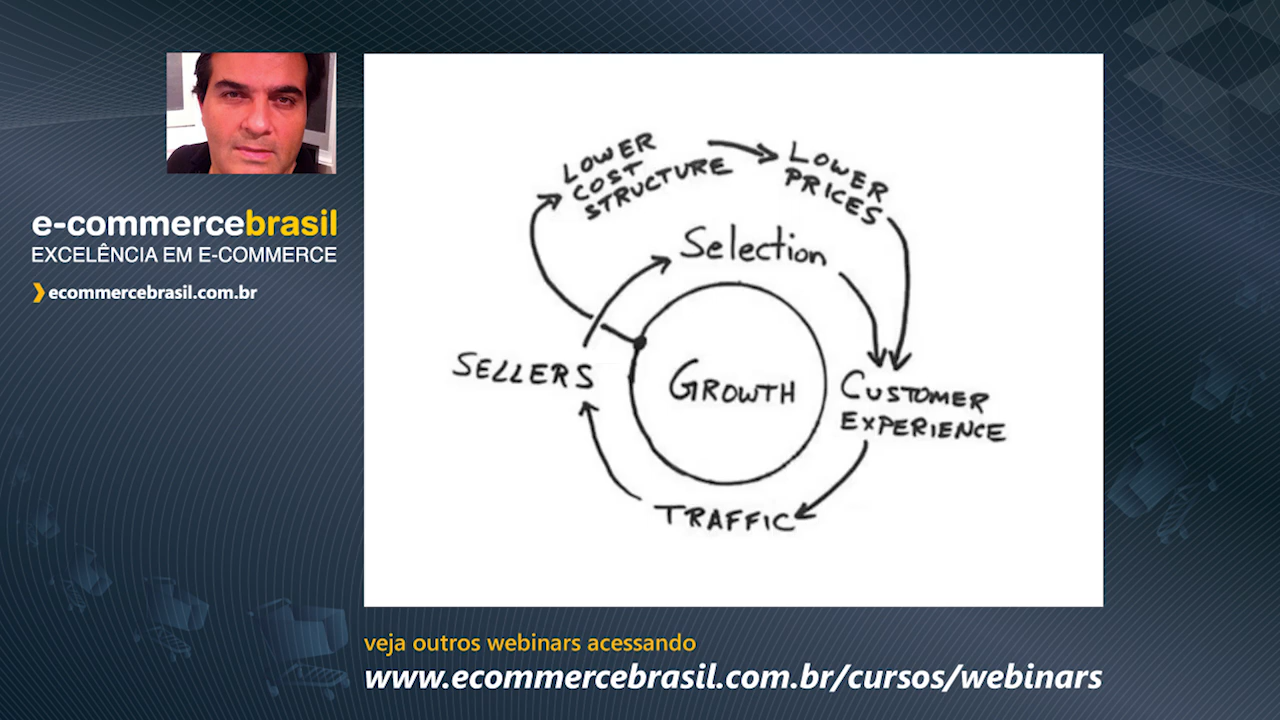 e-commercebrasil
EXCELÊNCIA EM E-COMMERCE
ecommercebrasil.com.br
LOWER
COST
STRUCTURE
LOWER
PRICES
Selection
SELLERS
GROWTH
CUSTOMER
EXPERIENCE
TRAFFIC
veja outros webinars acessando
www.ecommercebrasil.com.br/cursos/webinars